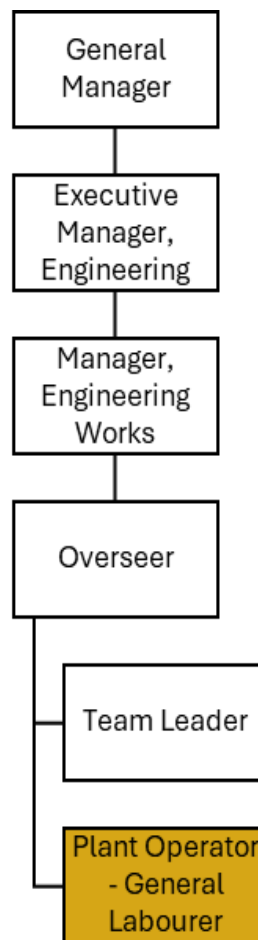 General
Manager
Executive
Manager,
Engineering
Manager,
Engineering
Works
Overseer
Team Leader
Plant Operator
- General
Labourer